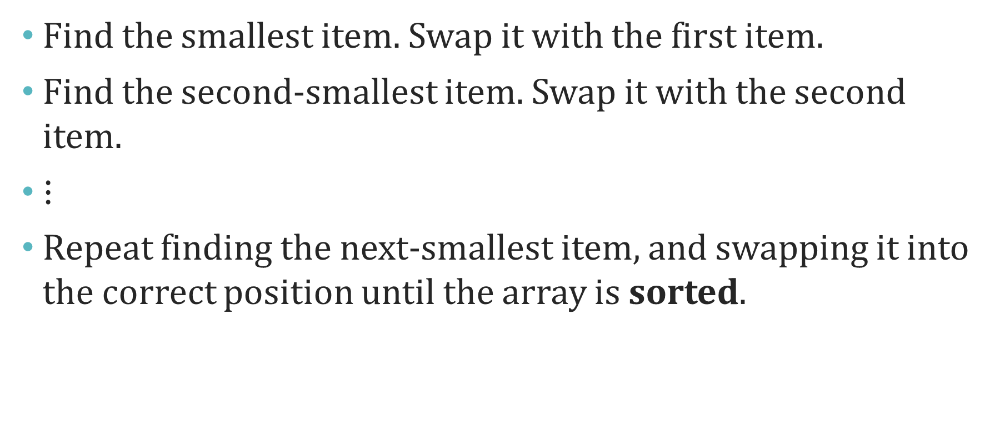 • Find the smallest item. Swap it with the first item.
• Find the second-smallest item. Swap it with the second
item.
• ⋮
• Repeat finding the next-smallest item, and swapping it into
the correct position until the array is sorted.